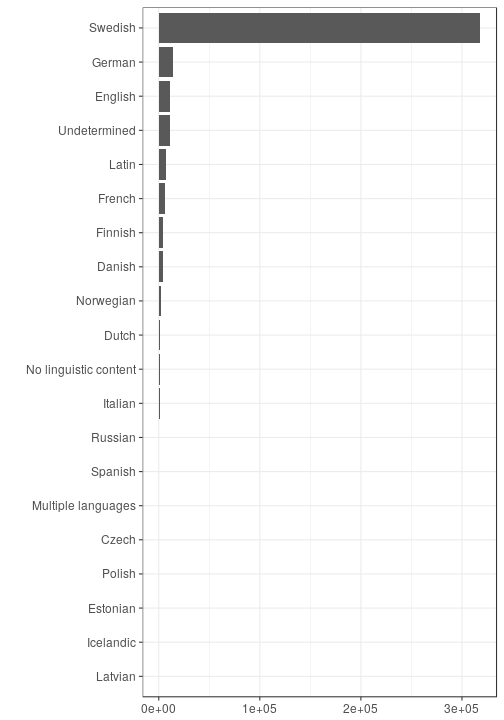 Swedish
German
English
Undetermined
Latin
French
Finnish
Danish
Norwegian
Dutch
No linguistic content
Italian
Russian
Spanish
Multiple languages
Czech
Polish
Estonian
Icelandic
Latvian
0e+00 1e+05 2e+05 3e+05